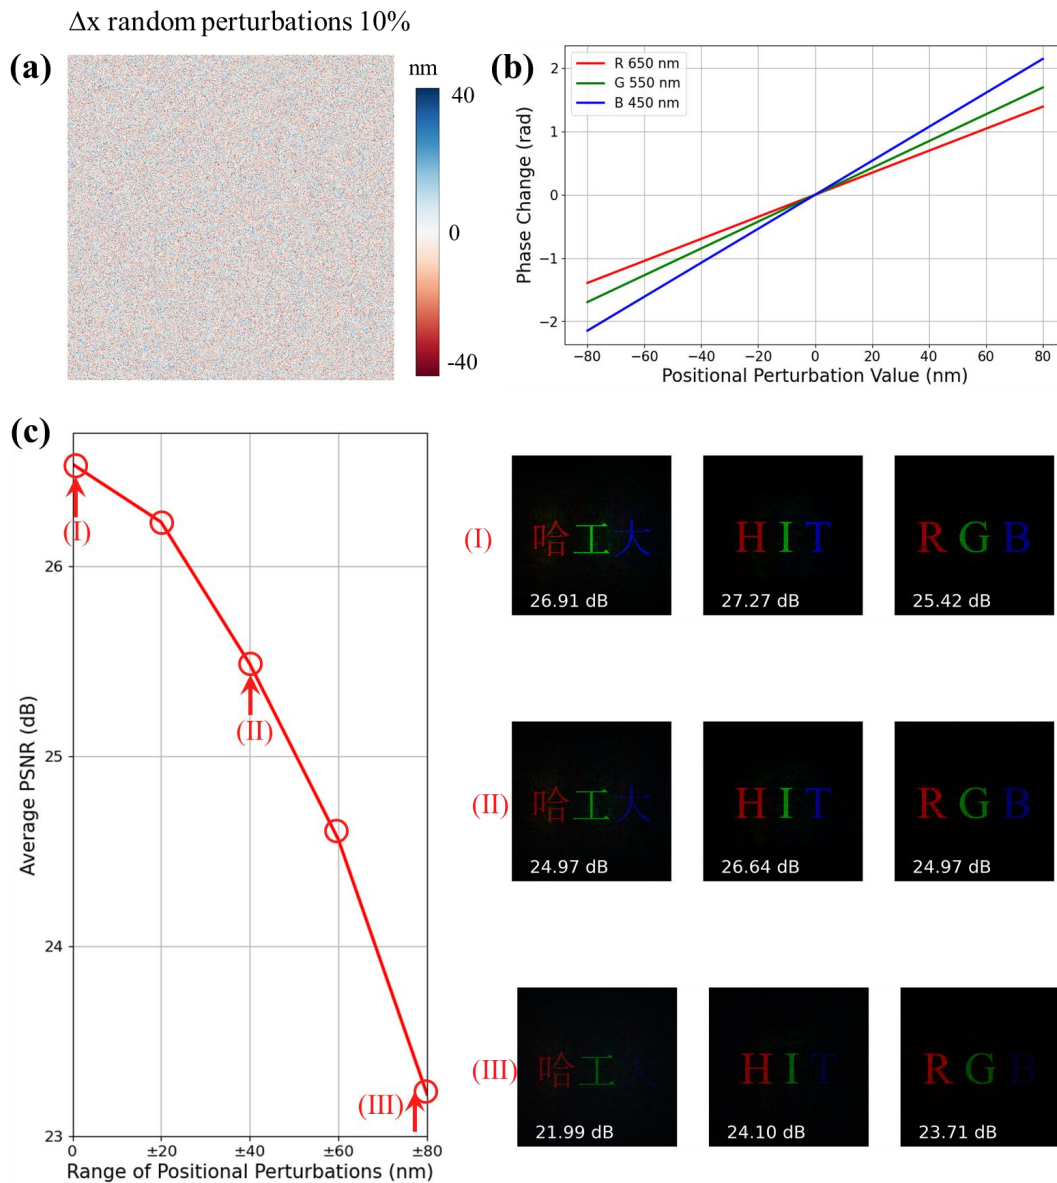 Δx random perturbations 10%
(a)
nm
40
0
-40
(b)
R 650 nm
G 550 nm
B 450 nm
Phase Change (rad)
2
1
0
−1
−2
−80 −60 −40 −20 0 20 40 60 80
Positional Perturbation Value (nm)
(c)
Average PSNR (dB)
26
25
24
23
(I)
(II)
(III)
0 ±20 ±40 ±60 ±80
Range of Positional Perturbations (nm)
(I)
哈工大
26.91 dB
HIT
27.27 dB
RGB
25.42 dB
(II)
哈工大
24.97 dB
HIT
26.64 dB
RGB
24.97 dB
(III)
哈工大
21.99 dB
HIT
24.10 dB
RGB
23.71 dB